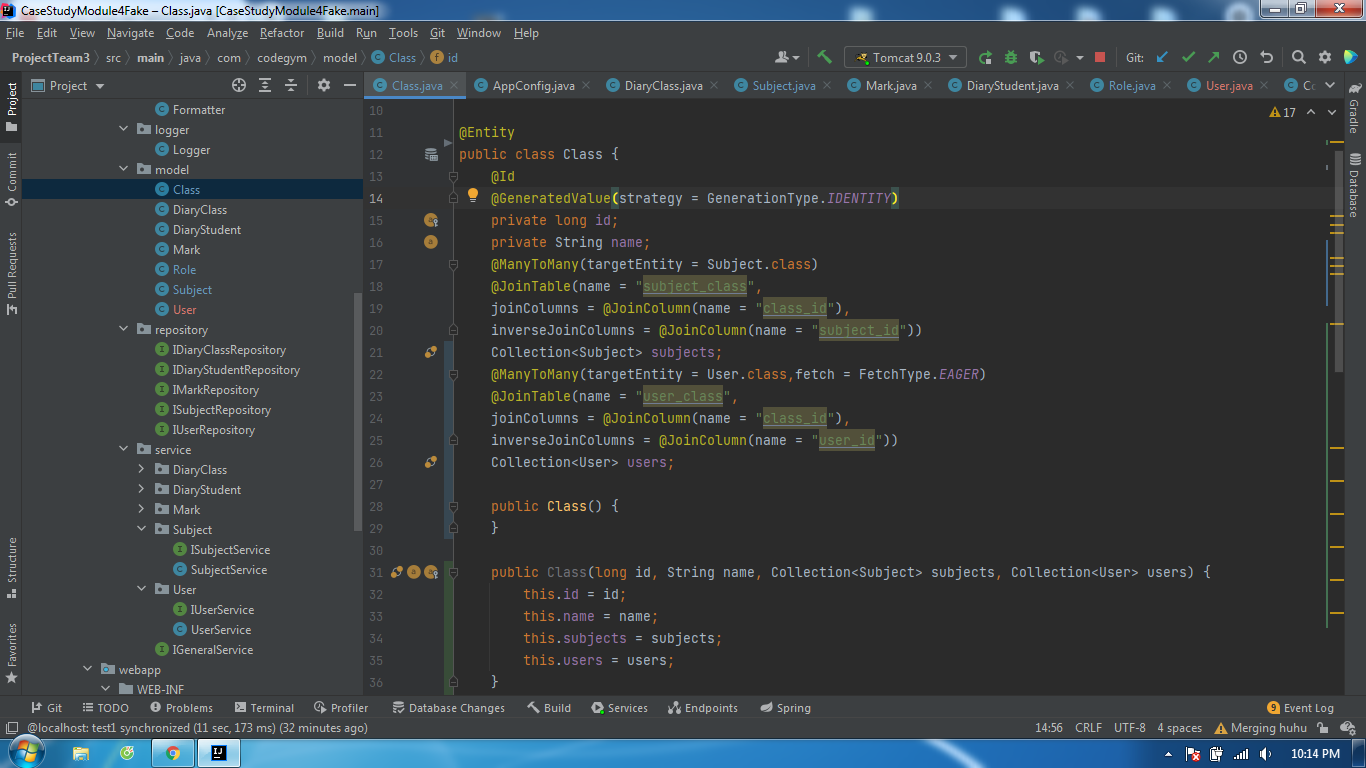 CaseStudyModule4Fake – Class.java [CaseStudyModule4Fake.main]
File Edit View Navigate Code Analyze Refactor Build Run Tools Git Window Help
ProjectTeam3 src main java com codegym model Class id
Tomcat 9.0.3 Git:
Project
Class.java AppConfig.java DiaryClass.java Subject.java Mark.java DiaryStudent.java Role.java User.java
Project
Commit
Pull Requests
Structure
Favorites
Formatter
logger
Logger
model
Class
DiaryClass
DiaryStudent
Mark
Role
Subject
User
repository
IDiaryClassRepository
IDiaryStudentRepository
IMarkRepository
ISubjectRepository
IUserRepository
service
DiaryClass
DiaryStudent
Mark
Subject
ISubjectService
SubjectService
User
IUserService
UserService
IGeneralService
webapp
WEB-INF
17
10
11 @Entity
12 public class Class {
13 @Id
14 @GeneratedValue(strategy = GenerationType.IDENTITY)
15 private long id;
16 private String name;
17 @ManyToMany(targetEntity = Subject.class)
18 @JoinTable(name = "subject_class",
19 joinColumns = @JoinColumn(name = "class_id"),
20 inverseJoinColumns = @JoinColumn(name = "subject_id"))
21 Collection<Subject> subjects;
22 @ManyToMany(targetEntity = User.class,fetch = FetchType.EAGER)
23 @JoinTable(name = "user_class",
24 joinColumns = @JoinColumn(name = "class_id"),
25 inverseJoinColumns = @JoinColumn(name = "user_id"))
26 Collection<User> users;
27
28 public Class() {
29 }
30
31 public Class(long id, String name, Collection<Subject> subjects, Collection<User> users) {
32 this.id = id;
33 this.name = name;
34 this.subjects = subjects;
35 this.users = users;
36 }
Gradle
Database
Git TODO Problems Terminal Profiler Database Changes Build Services Endpoints Spring 9 Event Log
@localhost: test1 synchronized (11 sec, 173 ms) (32 minutes ago) 14:56 CRLF UTF-8 4 spaces Merging huhu
10:14 PM